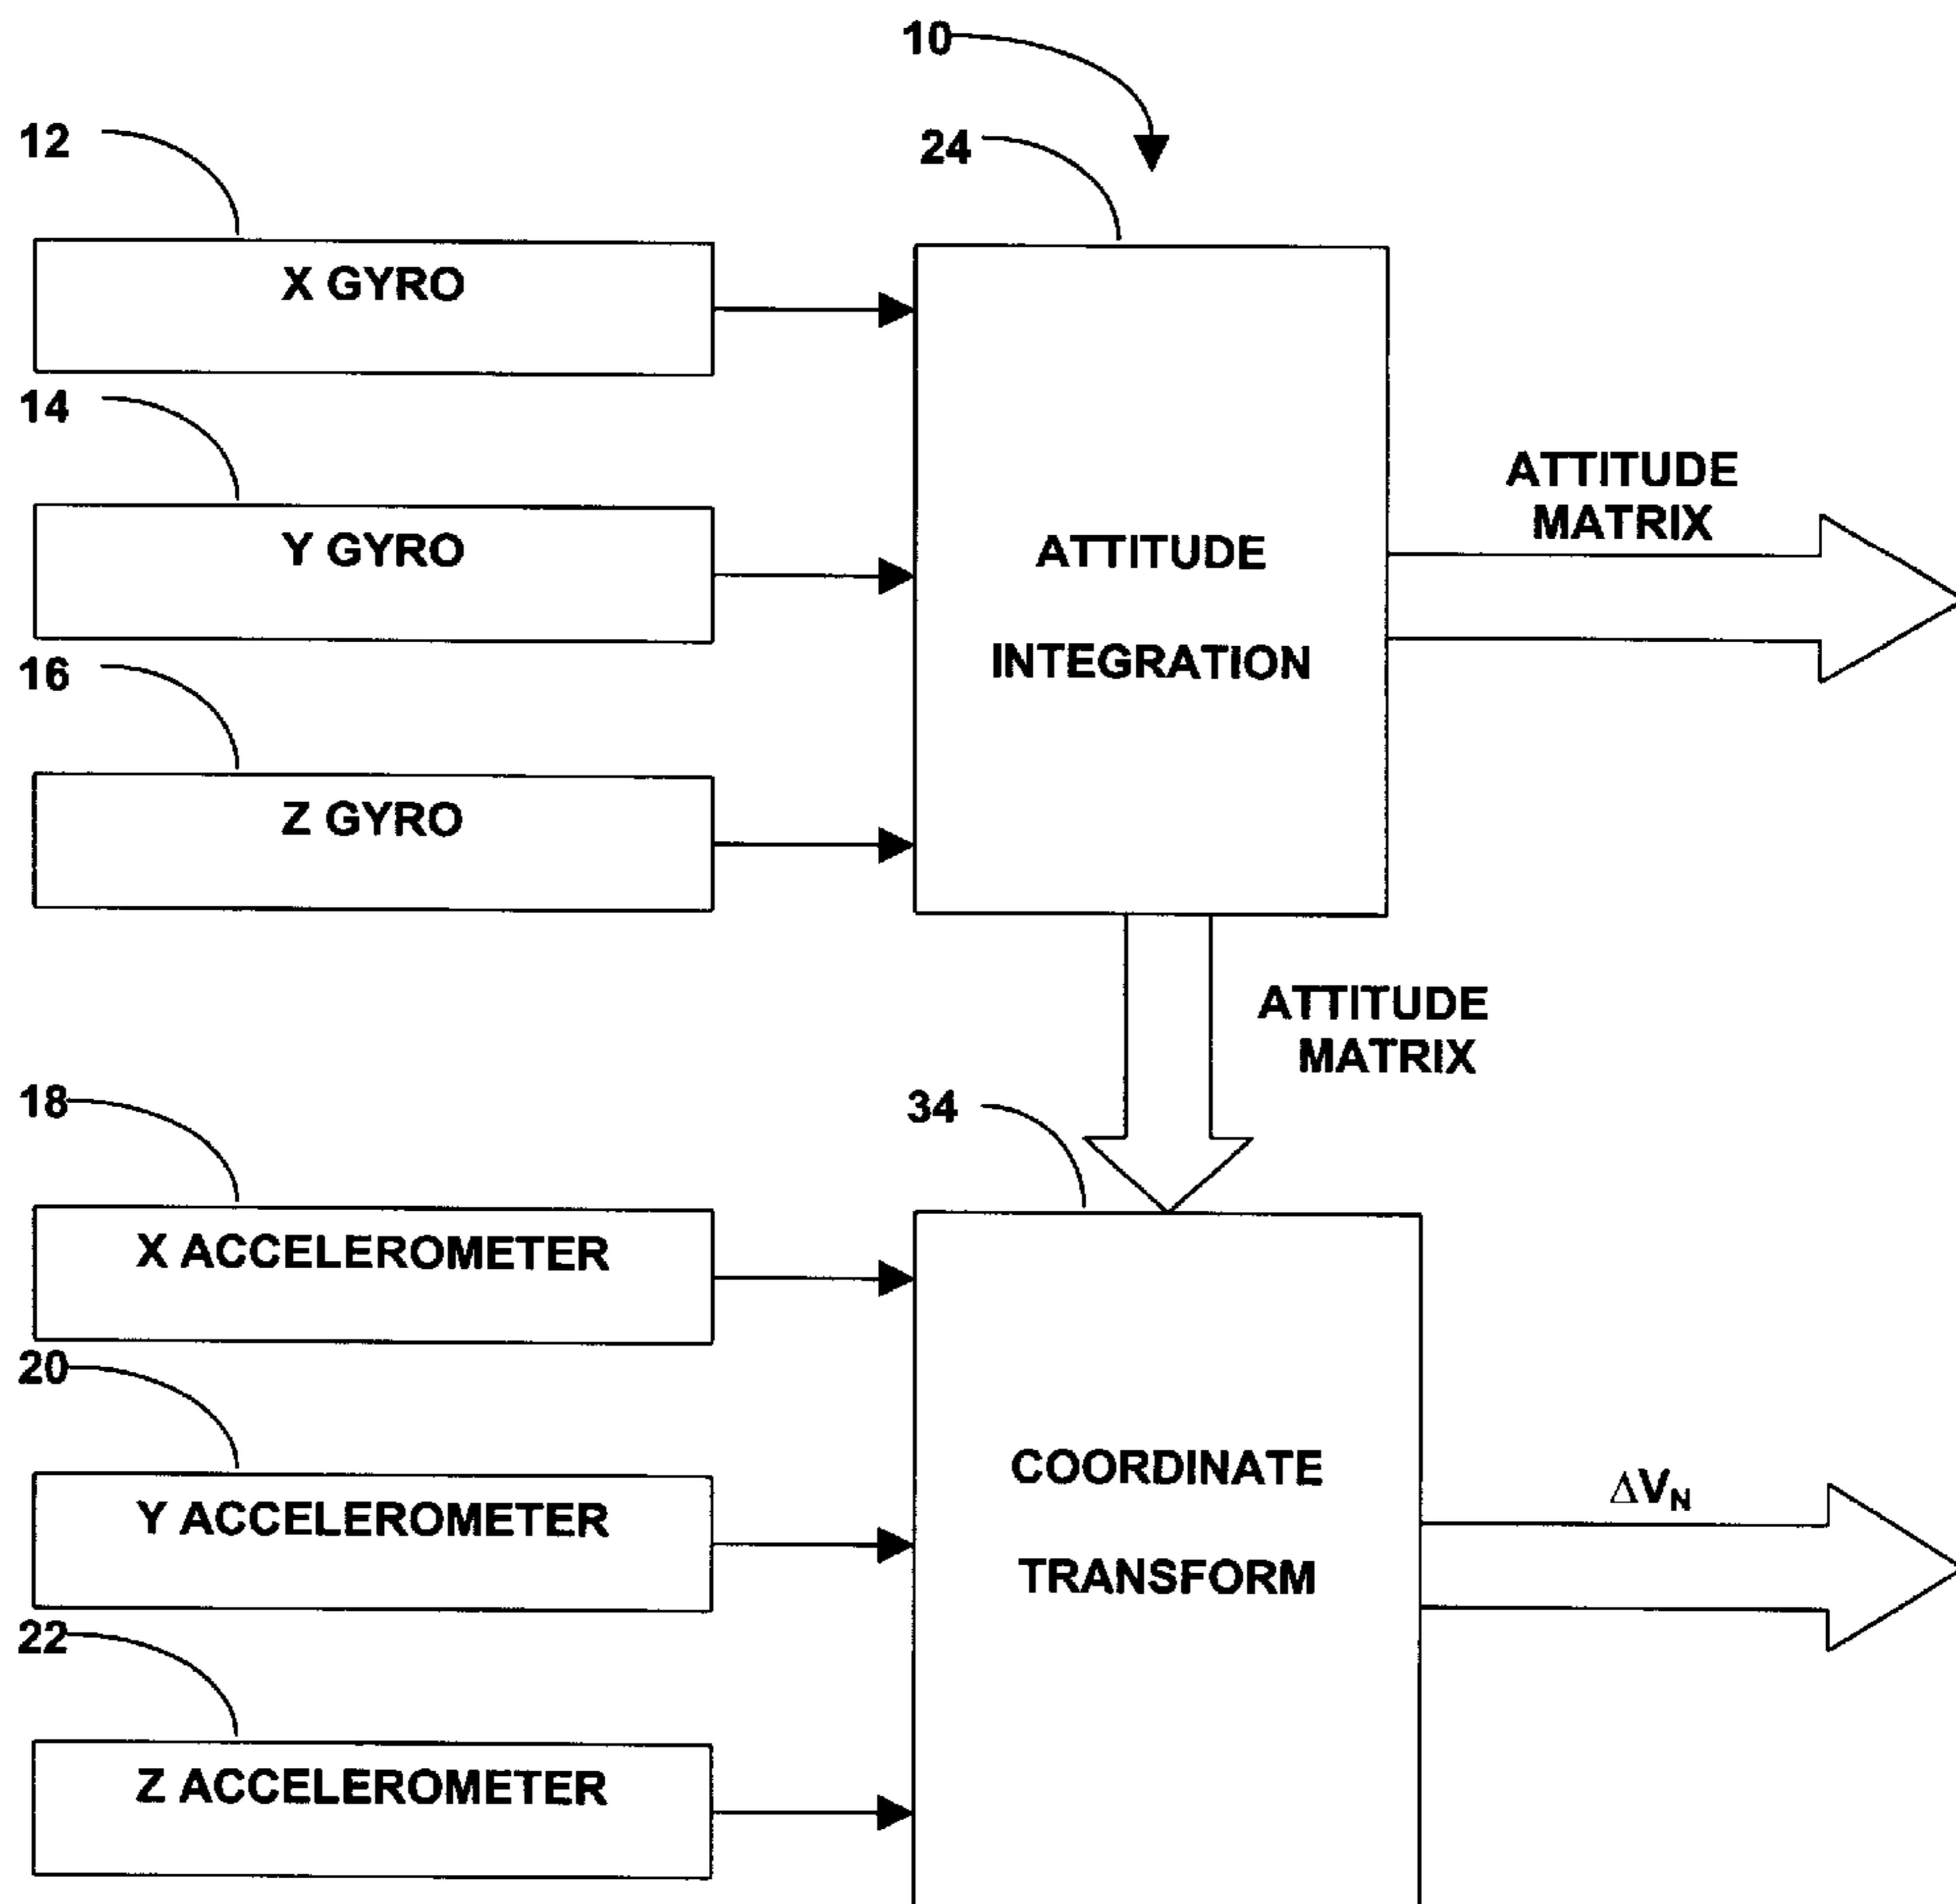 10
12
24
X GYRO
14
Y GYRO
ATTITUDE
INTEGRATION
ATTITUDE
MATRIX
16
Z GYRO
ATTITUDE
MATRIX
18
34
X ACCELEROMETER
20
Y ACCELEROMETER
COORDINATE
TRANSFORM
ΔVN
22
Z ACCELEROMETER